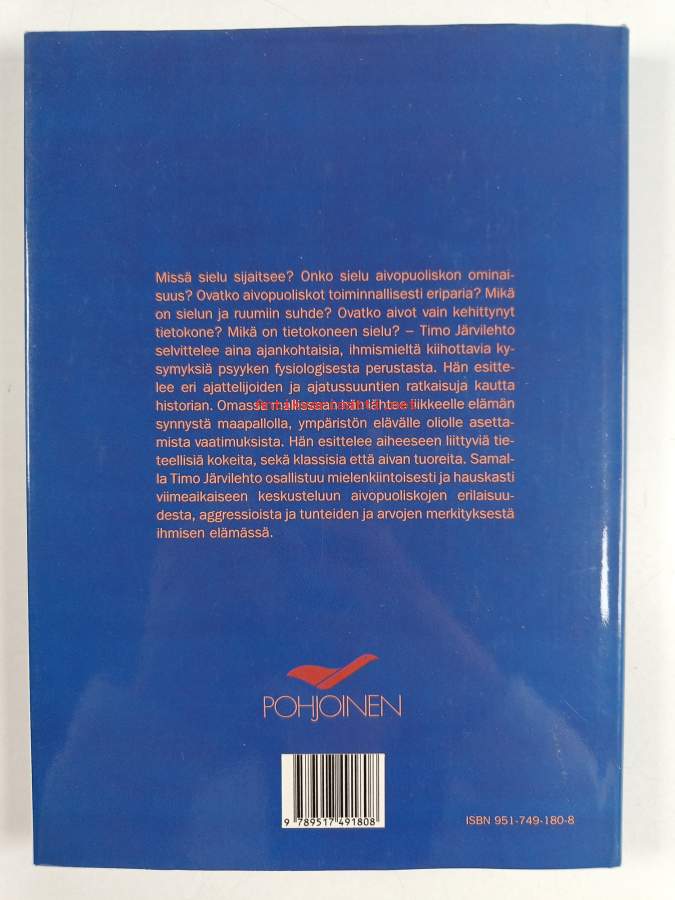 Missä sielu sijaitsee? Onko sielu aivopuoliskon ominai-
suus? Ovatko aivopuoliskot toiminnallisesti eriparia? Mikä
on sielun ja ruumiin suhde? Ovatko aivot vain kehittynyt
tietokone? Mikä on tietokoneen sielu? – Timo Järvilehto
selvittelee aina ajankohtaisia, ihmismieltä kiihottavia ky-
symyksiä psyyken fysiologisesta perustasta. Hän esitte-
lee eri ajattelijoiden ja ajatussuuntien ratkaisuja kautta
historian. Omassa mallissaan hän lähtee liikkeelle elämän
synnystä maapallolla, ympäristön elävälle oliolle asetta-
mista vaatimuksista. Hän esittelee aiheeseen liittyviä tie-
teellisiä kokeita, sekä klassisia että aivan tuoreita. Samal-
la Timo Järvilehto osallistuu mielenkiintoisesti ja hauskasti
viimeaikaiseen keskusteluun aivopuoliskojen erilaisuu-
desta, aggressioista ja tunteiden ja arvojen merkityksestä
ihmisen elämässä.
POHJOINEN
9 789517 491808
ISBN 951-749-180-8